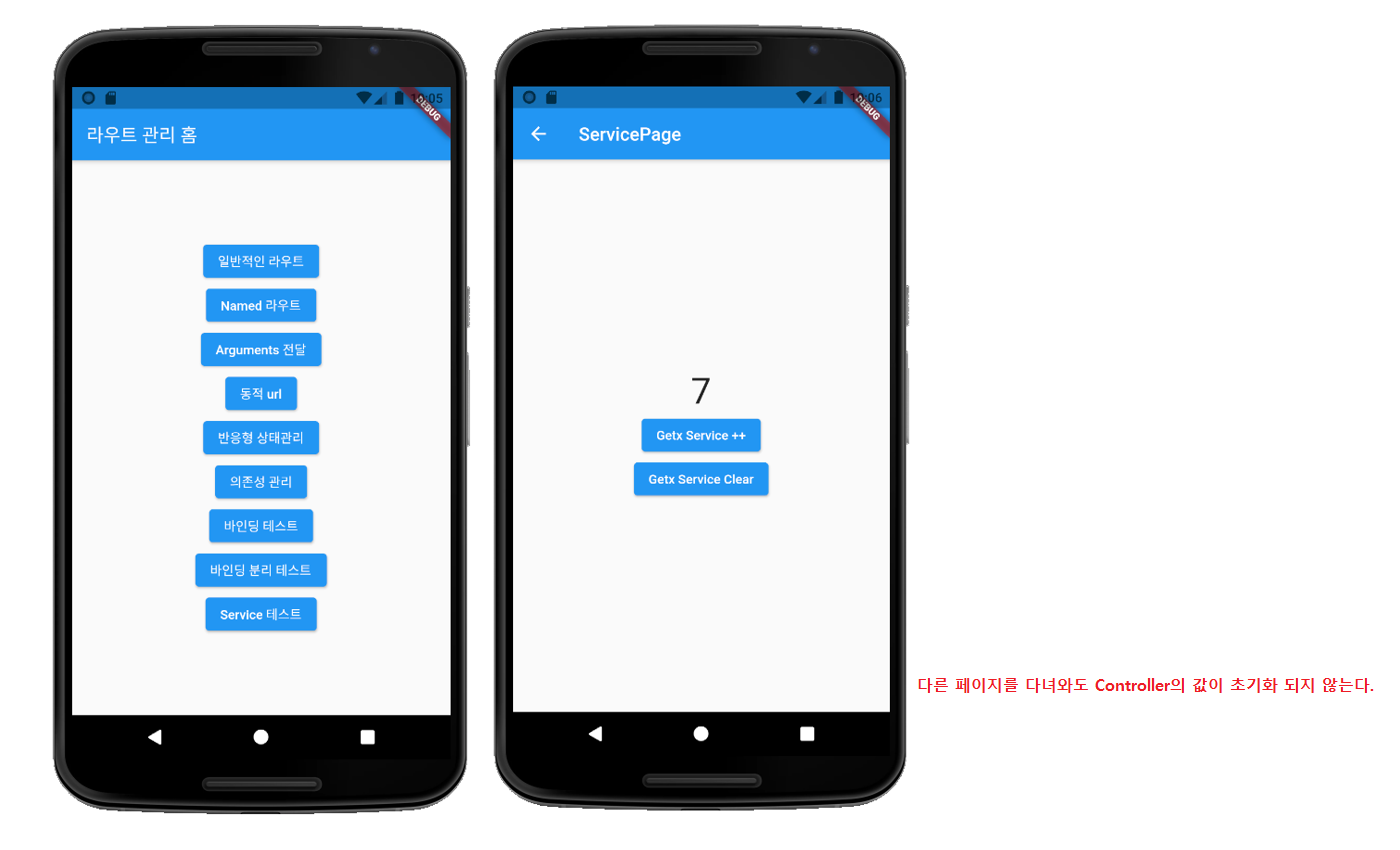 10:05
DEBUG
라우트 관리 홈
일반적인 라우트
Named 라우트
Arguments 전달
동적 url
반응형 상태관리
의존성 관리
바인딩 테스트
바인딩 분리 테스트
Service 테스트
10:06
DEBUG
ServicePage
7
Getx Service ++
Getx Service Clear
다른 페이지를 다녀와도 Controller의 값이 초기화 되지 않는다.